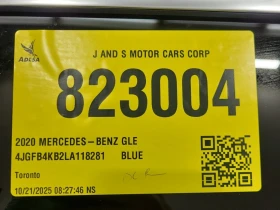 ADESA
J AND S MOTOR CARS CORP
823004
2020 MERCEDES-BENZ GLE
4JGFB4KB2LA118281 BLUE
Toronto
10/21/2025 08:27:46 NS